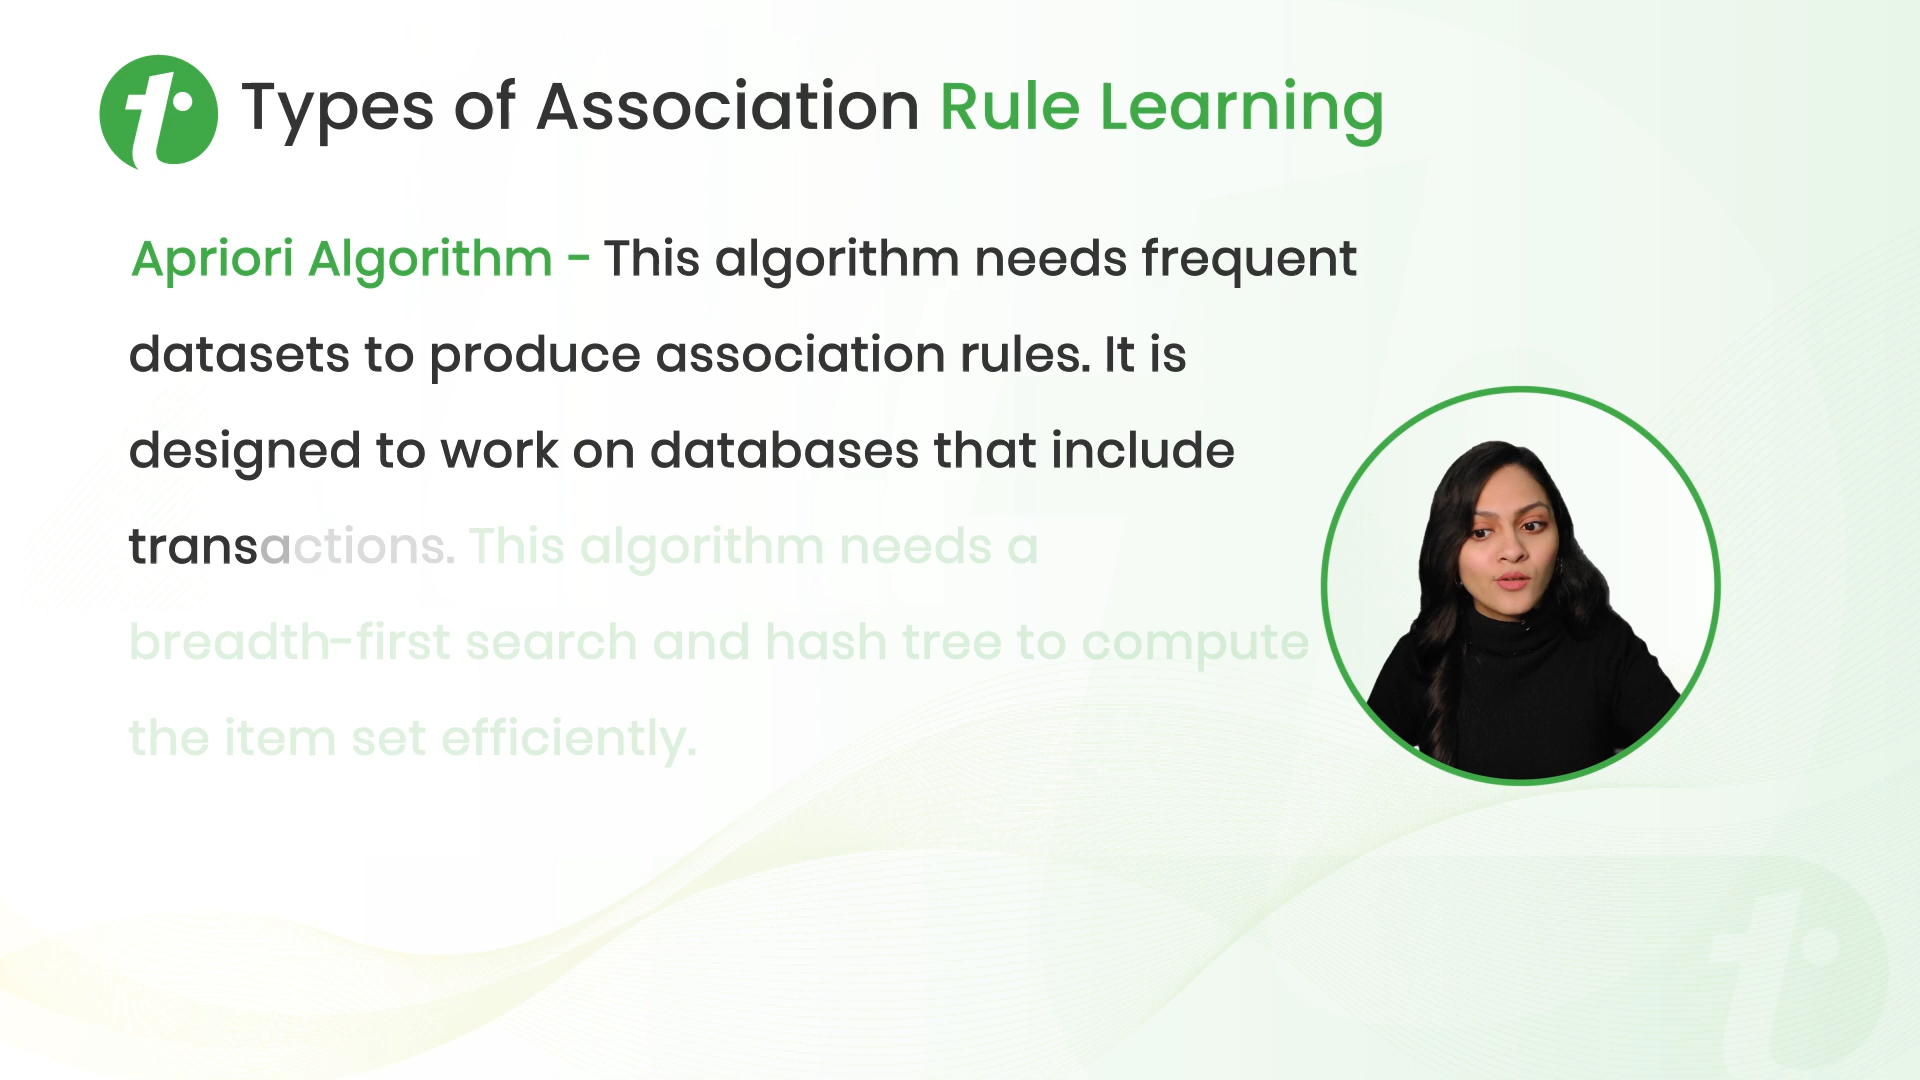 Types of Association Rule Learning
Apriori Algorithm - This algorithm needs frequent
datasets to produce association rules. It is
designed to work on databases that include
transactions. This algorithm needs a
breadth-first search and hash tree to compute
the item set efficiently.